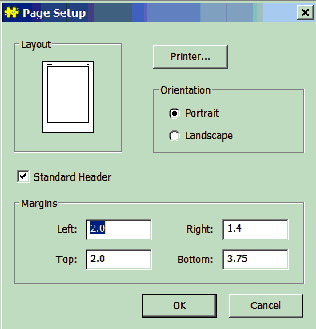 Page Setup
Layout
Printer...
Orientation
Portrait
Landscape
Standard Header
Margins
Left: 2.0 Right: 1.4
Top: 2.0 Bottom: 3.75
OK Cancel